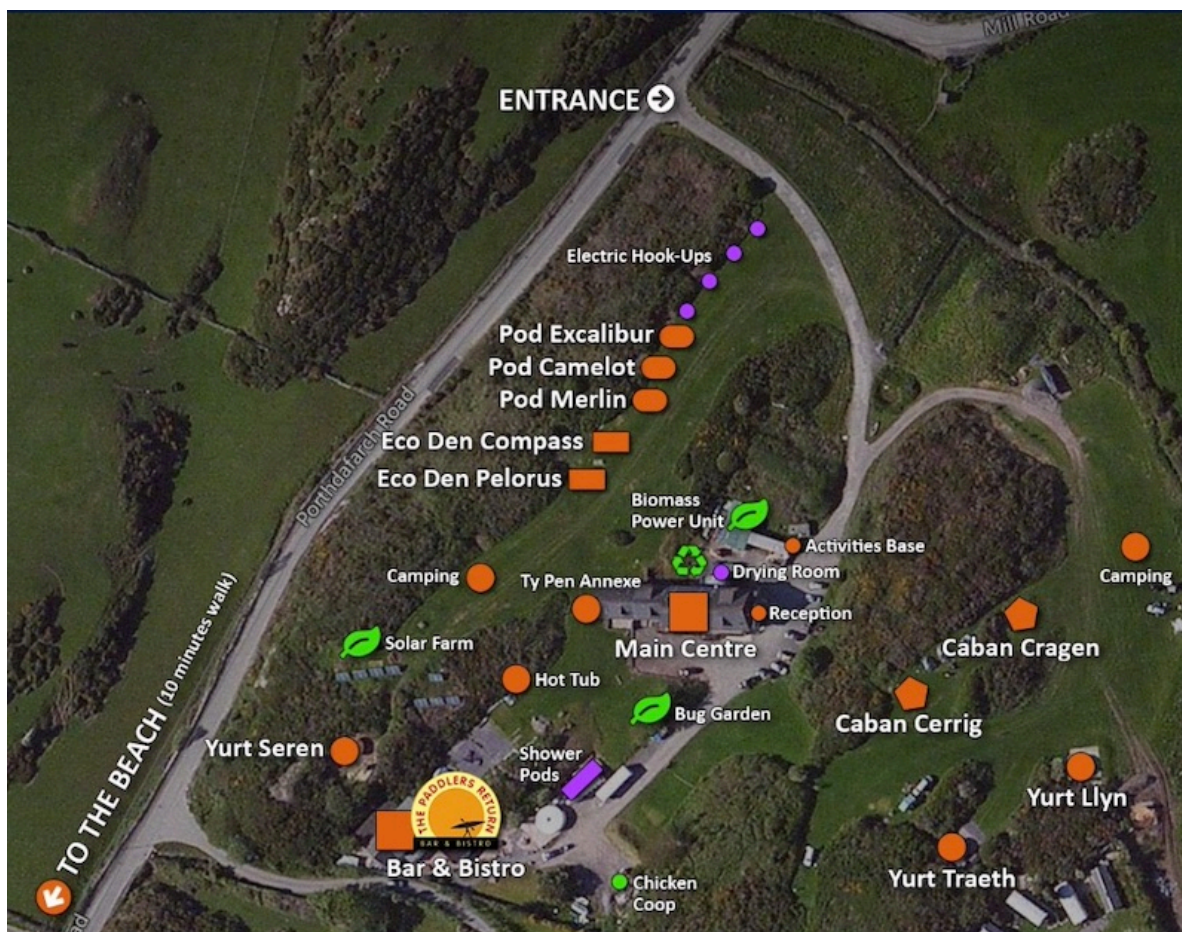 Mill Road
ENTRANCE
Electric Hook-Ups
Pod Excalibur
Pod Camelot
Pod Merlin
Eco Den Compass
Eco Den Pelorus
Porthdafarch Road
Biomass
Power Unit
Activities Base
Drying Room
Camping
Ty Pen Annexe
Reception
Camping
Main Centre
Caban Cragen
Solar Farm
Hot Tub
Bug Garden
Caban Cerrig
Yurt Seren
Shower
Pods
Yurt Llyn
THE PADDLERS RETURN
BAR & BISTRO
Bar & Bistro
Yurt Traeth
Chicken
Coop
TO THE BEACH (10 minutes walk)